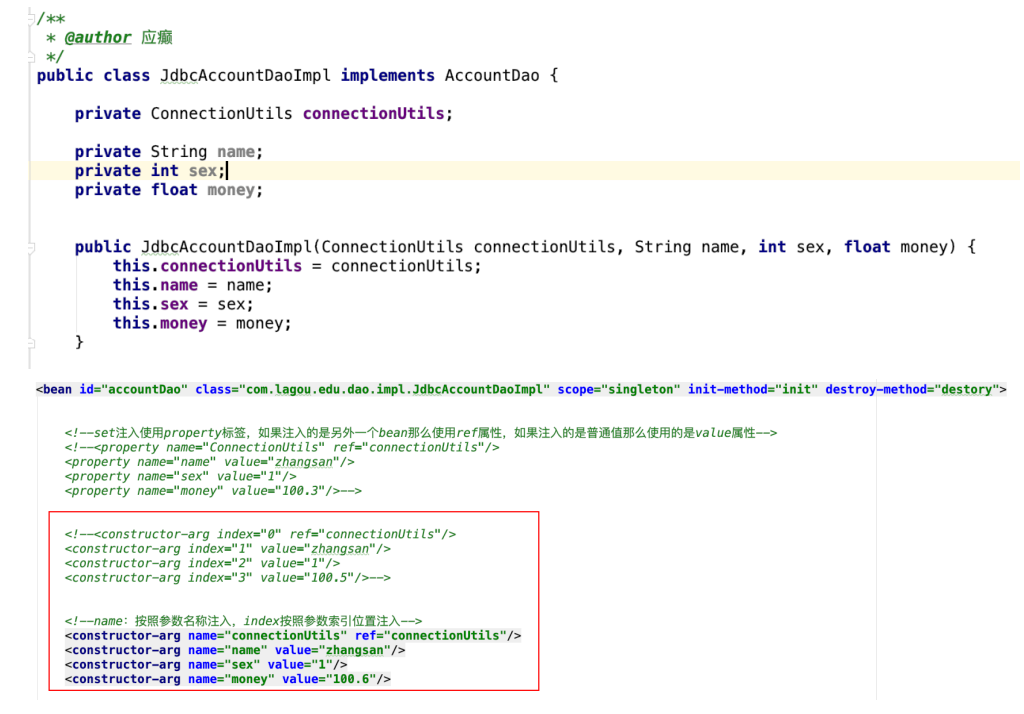 /**
 * @author 应癫
 */
public class JdbcAccountDaoImpl implements AccountDao {
    private ConnectionUtils connectionUtils;
    private String name;
    private int sex;
    private float money;
    public JdbcAccountDaoImpl(ConnectionUtils connectionUtils, String name, int sex, float money) {
        this.connectionUtils = connectionUtils;
        this.name = name;
        this.sex = sex;
        this.money = money;
    }
<bean id="accountDao" class="com.lagou.edu.dao.impl.JdbcAccountDaoImpl" scope="singleton" init-method="init" destroy-method="destory">
    <!--set注入使用property标签，如果注入的是另外一个bean那么使用ref属性，如果注入的是普通值那么使用的是value属性-->
    <!--<property name="ConnectionUtils" ref="connectionUtils"/>
    <property name="name" value="zhangsan"/>
    <property name="sex" value="1"/>
    <property name="money" value="100.3"/>-->
    <!--<constructor-arg index="0" ref="connectionUtils"/>
    <constructor-arg index="1" value="zhangsan"/>
    <constructor-arg index="2" value="1"/>
    <constructor-arg index="3" value="100.5"/>-->
    <!--name：按照参数名称注入，index按照参数索引位置注入-->
    <constructor-arg name="connectionUtils" ref="connectionUtils"/>
    <constructor-arg name="name" value="zhangsan"/>
    <constructor-arg name="sex" value="1"/>
    <constructor-arg name="money" value="100.6"/>